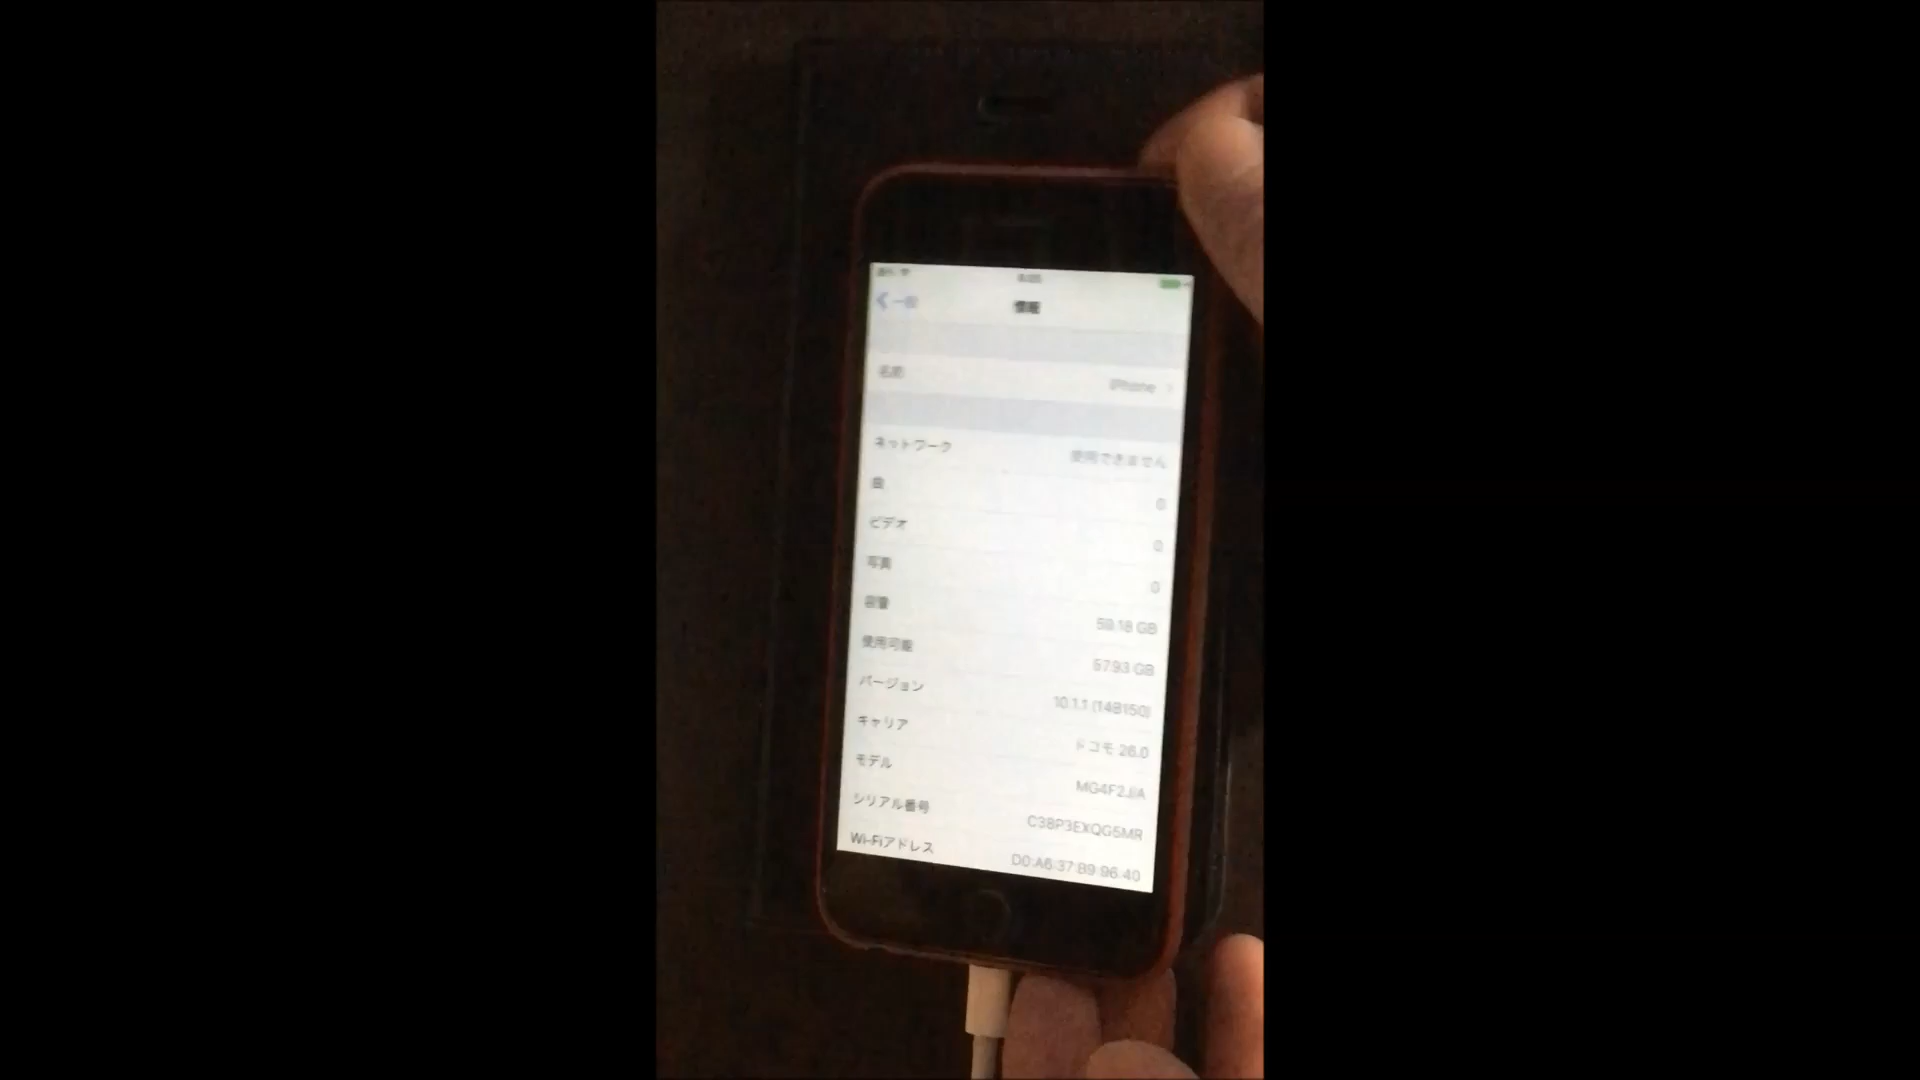 一般
情報
名前 iPhone
ネットワーク 使用できません
曲 0
ビデオ 0
写真 0
容量 59.18 GB
使用可能 57.93 GB
バージョン 10.1.1 (14B150)
キャリア ドコモ 26.0
モデル MG4F2J/A
シリアル番号 C38P3EXQG5MR
Wi-Fiアドレス D0:A6:37:B9:96:40